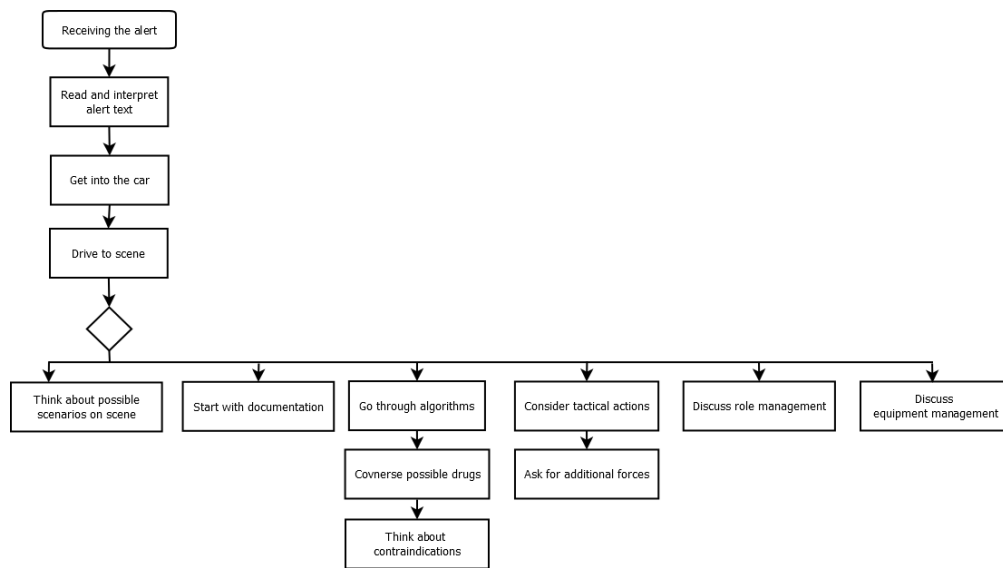 Receiving the alert
Read and interpret
alert text
Get into the car
Drive to scene
Think about possible
scenarios on scene
Start with documentation
Go through algorithms
Consider tactical actions
Discuss role management
Discuss
equipment management
Covnerse possible drugs
Ask for additional forces
Think about
contraindications